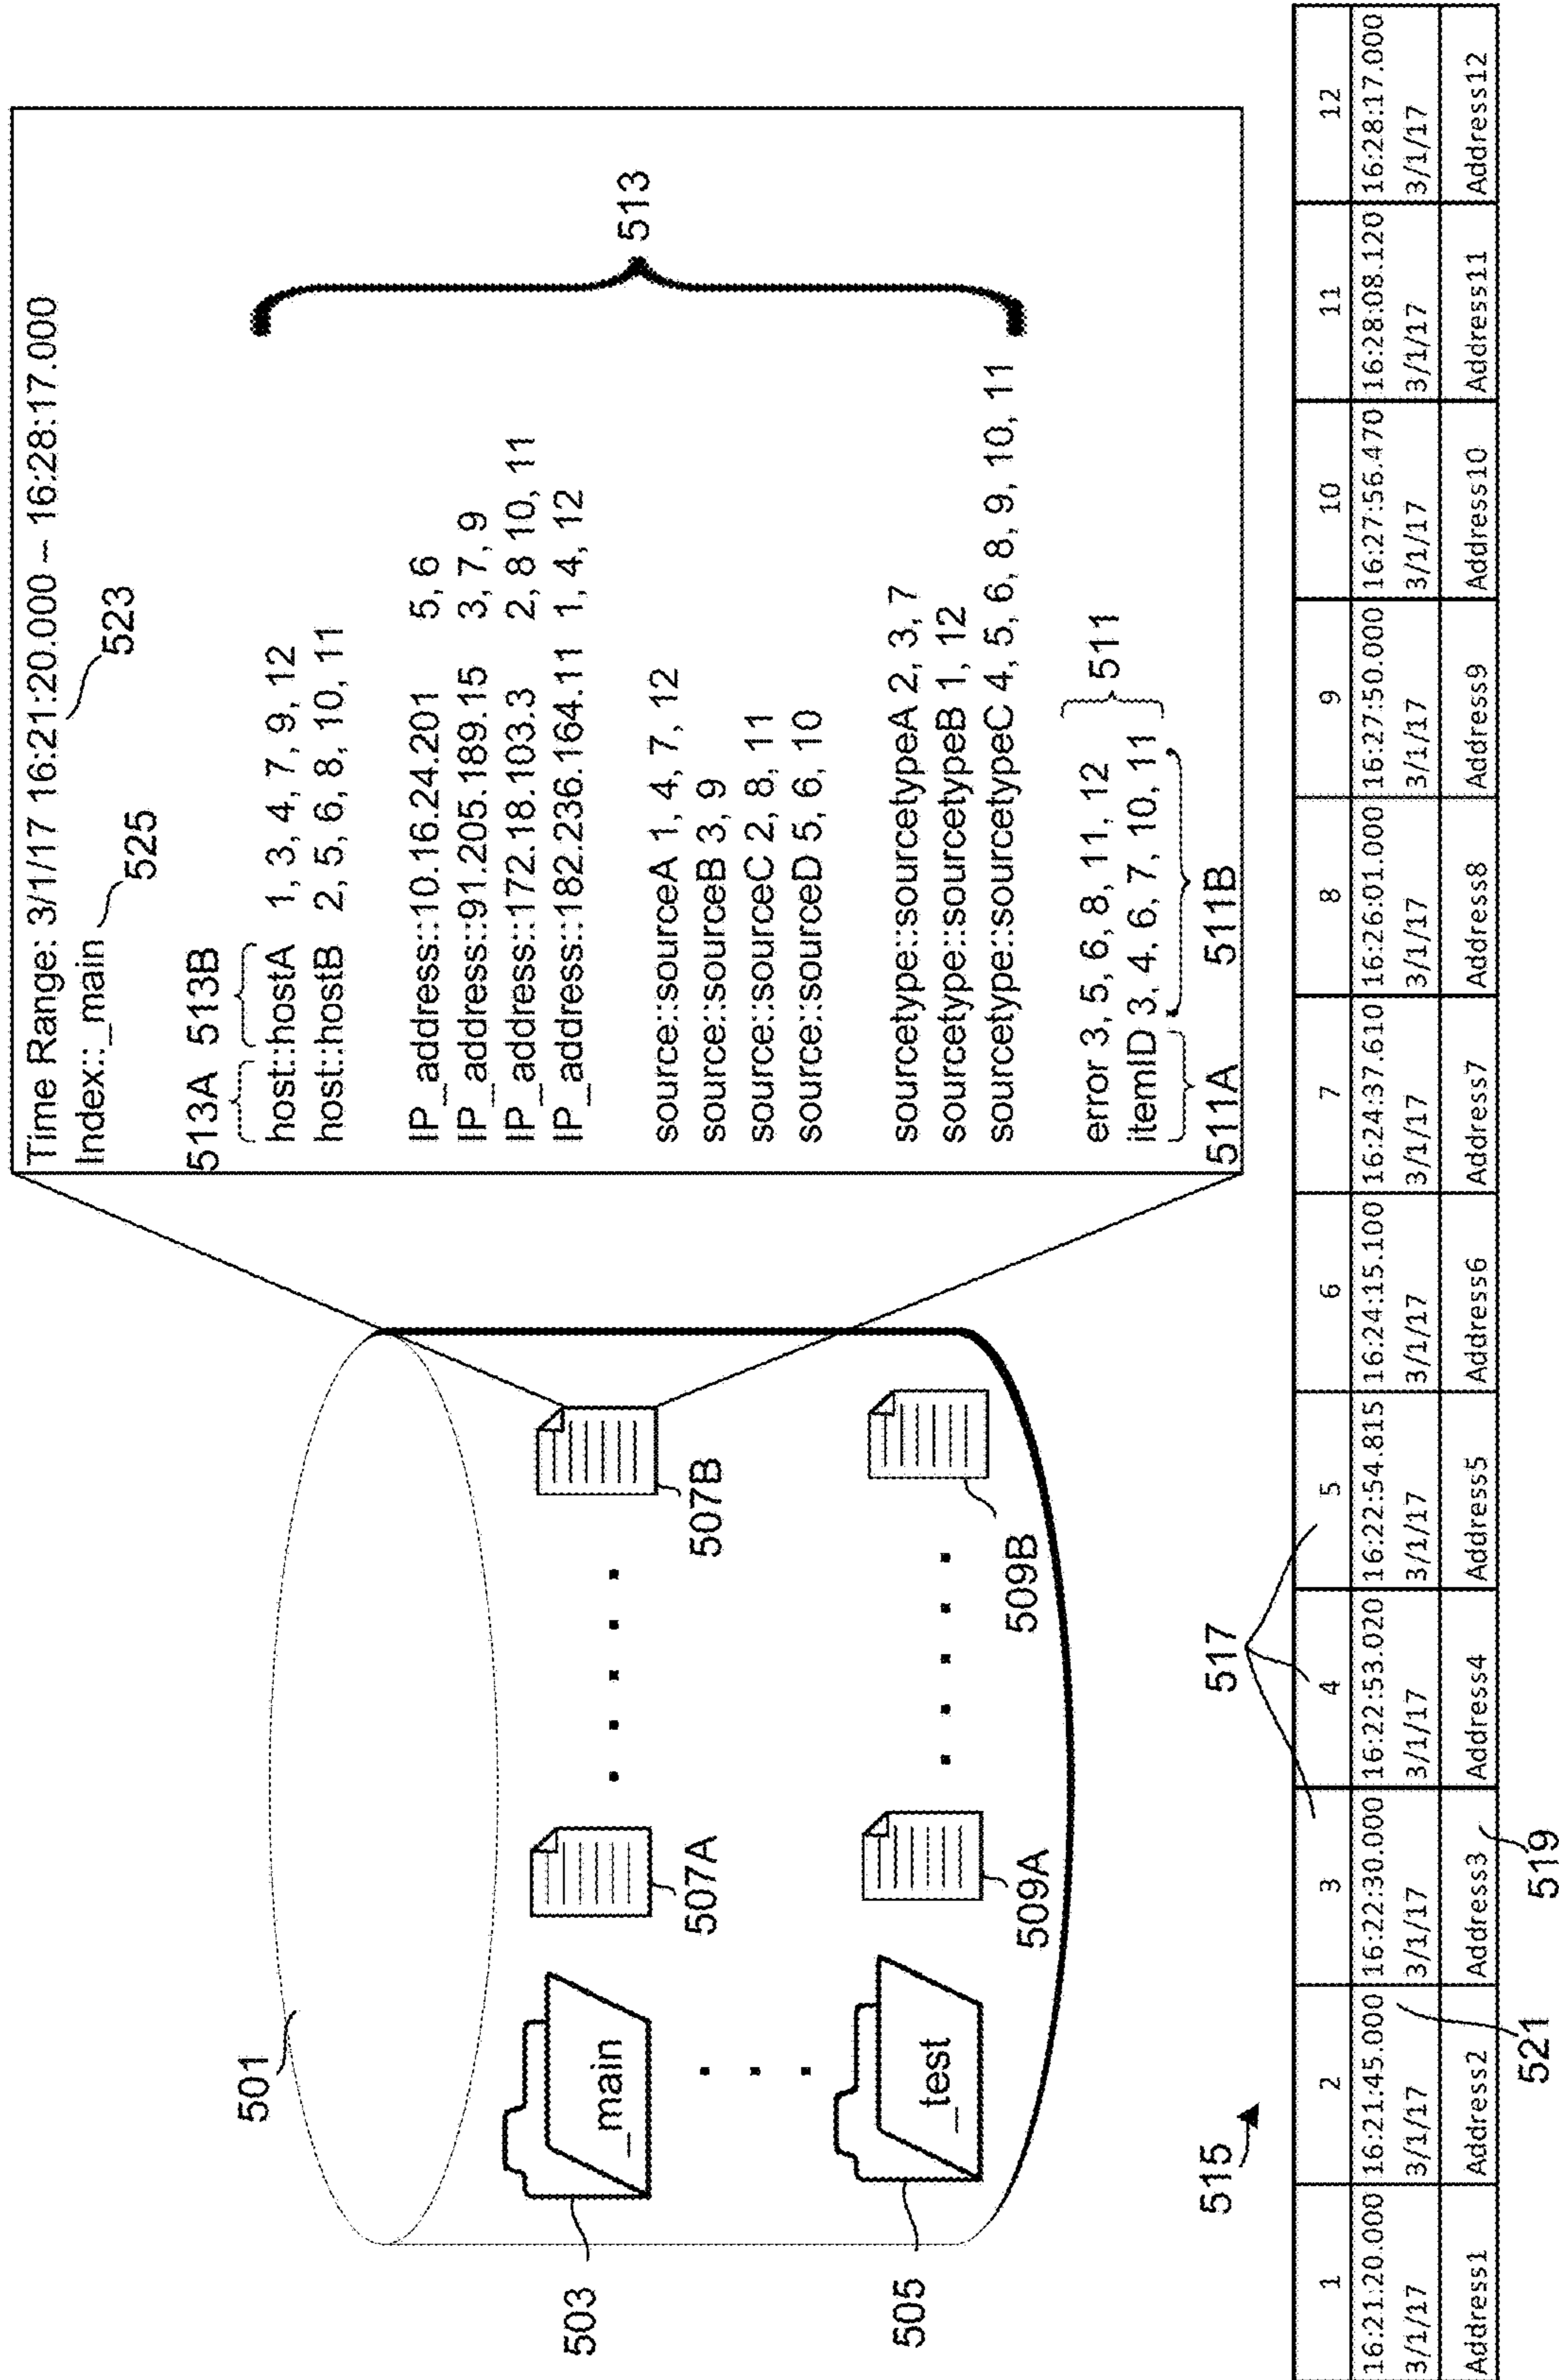 501
503
_main
507A
507B
505
_test
509A
509B
Time Range: 3/1/17 16:21:20.000 – 16:28:17.000
523
Index::_main
525
513A 513B
host::hostA 1, 3, 4, 7, 9, 12
host::hostB 2, 5, 6, 8, 10, 11
IP_address::10.16.24.201 5, 6
IP_address::91.205.189.15 3, 7, 9
IP_address::172.18.103.3 2, 8 10, 11
IP_address::182.236.164.11 1, 4, 12
513
source::sourceA 1, 4, 7, 12
source::sourceB 3, 9
source::sourceC 2, 8, 11
source::sourceD 5, 6, 10
sourcetype::sourcetypeA 2, 3, 7
sourcetype::sourcetypeB 1, 12
sourcetype::sourcetypeC 4, 5, 6, 8, 9, 10, 11
error 3, 5, 6, 8, 11, 12
itemID 3, 4, 6, 7, 10, 11
511
511A 511B
515
517
1 2 3 4 5 6 7 8 9 10 11 12
16:21:20.000 16:21:45.000 16:22:30.000 16:22:53.020 16:22:54.815 16:24:15.100 16:24:37.610 16:26:01.000 16:27:50.000 16:27:56.470 16:28:08.120 16:28:17.000
3/1/17 3/1/17 3/1/17 3/1/17 3/1/17 3/1/17 3/1/17 3/1/17 3/1/17 3/1/17 3/1/17 3/1/17
Address1 Address2 Address3 Address4 Address5 Address6 Address7 Address8 Address9 Address10 Address11 Address12
521
519